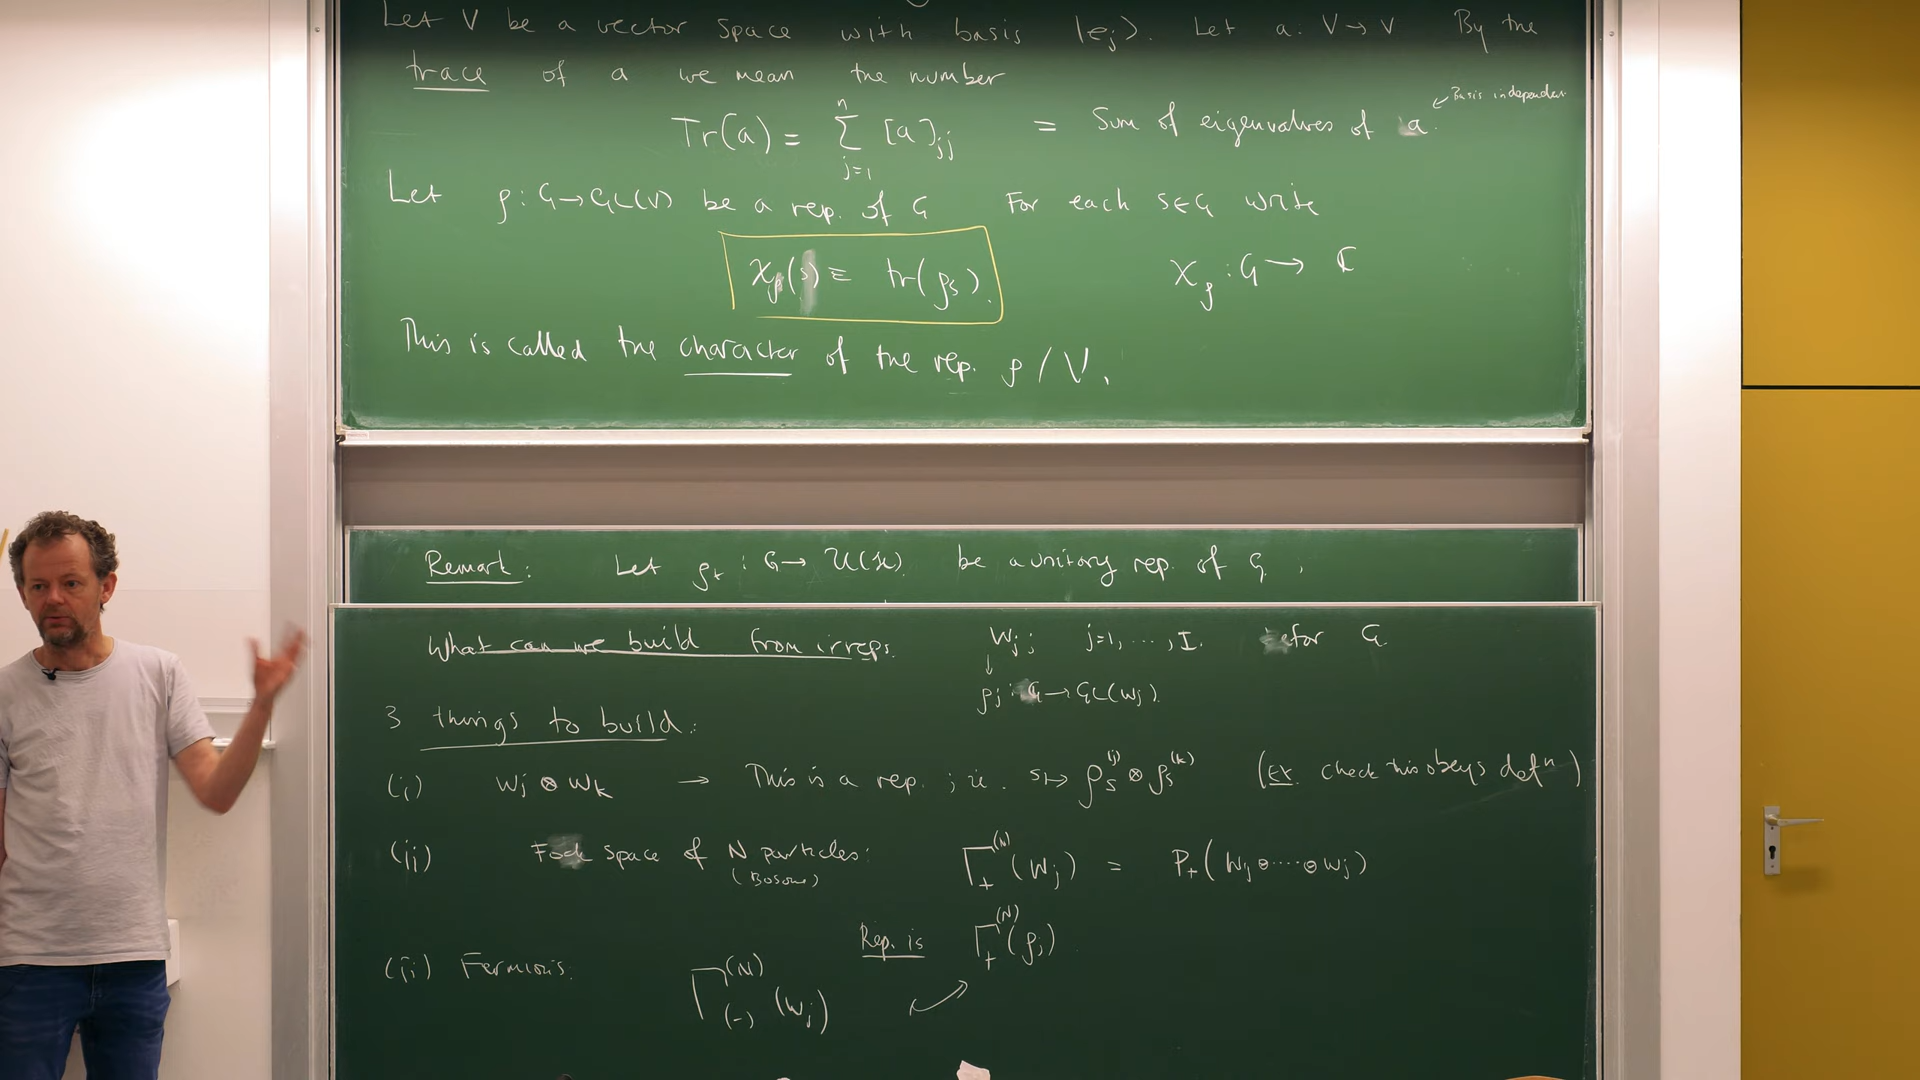 Let V be a vector space with basis |e_j>. Let a: V→V By the
trace of a we mean the number
Tr(a) = Σ_{j=1}^{n} [a]_{jj} = Sum of eigenvalues of a.
↙ Basis independent
Let ρ: G→GL(V) be a rep. of G For each s∈G write
χ_ρ(s) ≡ tr(ρ_s). χ_ρ : G → ℂ
This is called the character of the rep. ρ / V.
Remark: Let ρ_t : G→ U(H) be a unitary rep. of G.
What can we build from irreps. W_j; j=1, ..., I. for G.
↓
ρ_j: G→GL(W_j).
3 things to build:
(i) W_j ⊗ W_k → This is a rep.; ie. s↦ ρ_s^{(j)} ⊗ ρ_s^{(k)} (Ex. check this obeys defⁿ)
(ii) Fock space of N particles: Γ_+^{(N)}(W_j) = P_+(W_j⊗····⊗W_j)
(Bosons)
Rep. is Γ_+^{(N)}(ρ_j)
(ii) Fermions: Γ_{(-)}^{(N)}(W_j)